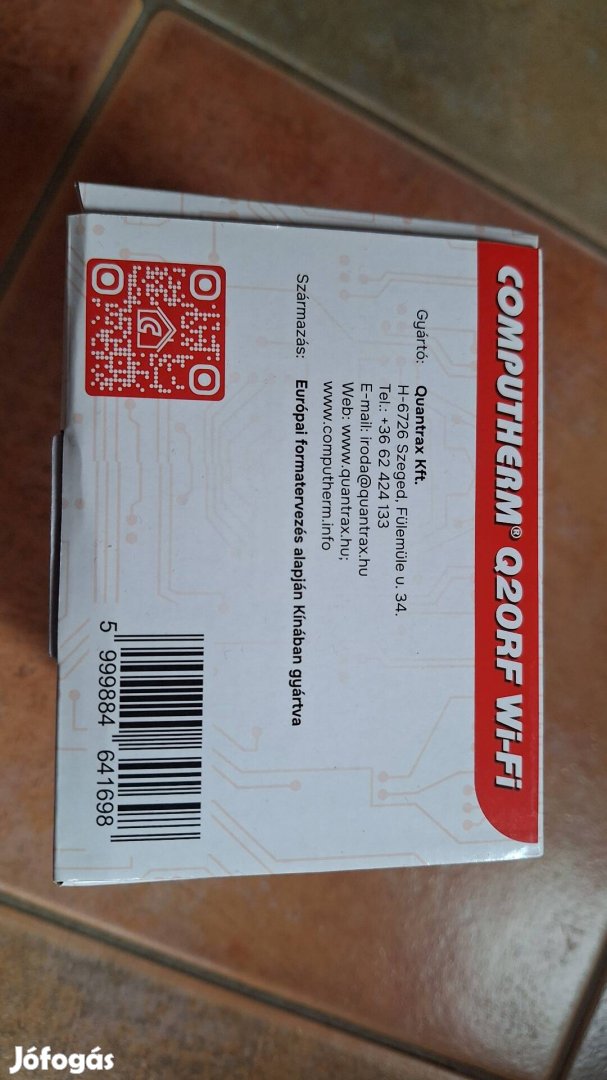 COMPUTHERM® Q20RF Wi-Fi
Gyártó: Quantrax Kft.
H-6726 Szeged, Fülemüle u. 34.
Tel.: +36 62 424 133
E-mail: iroda@quantrax.hu
Web: www.quantrax.hu;
www.computherm.info
Származás: Európai formatervezés alapján Kínában gyártva
5 999884 641698
Jófogás